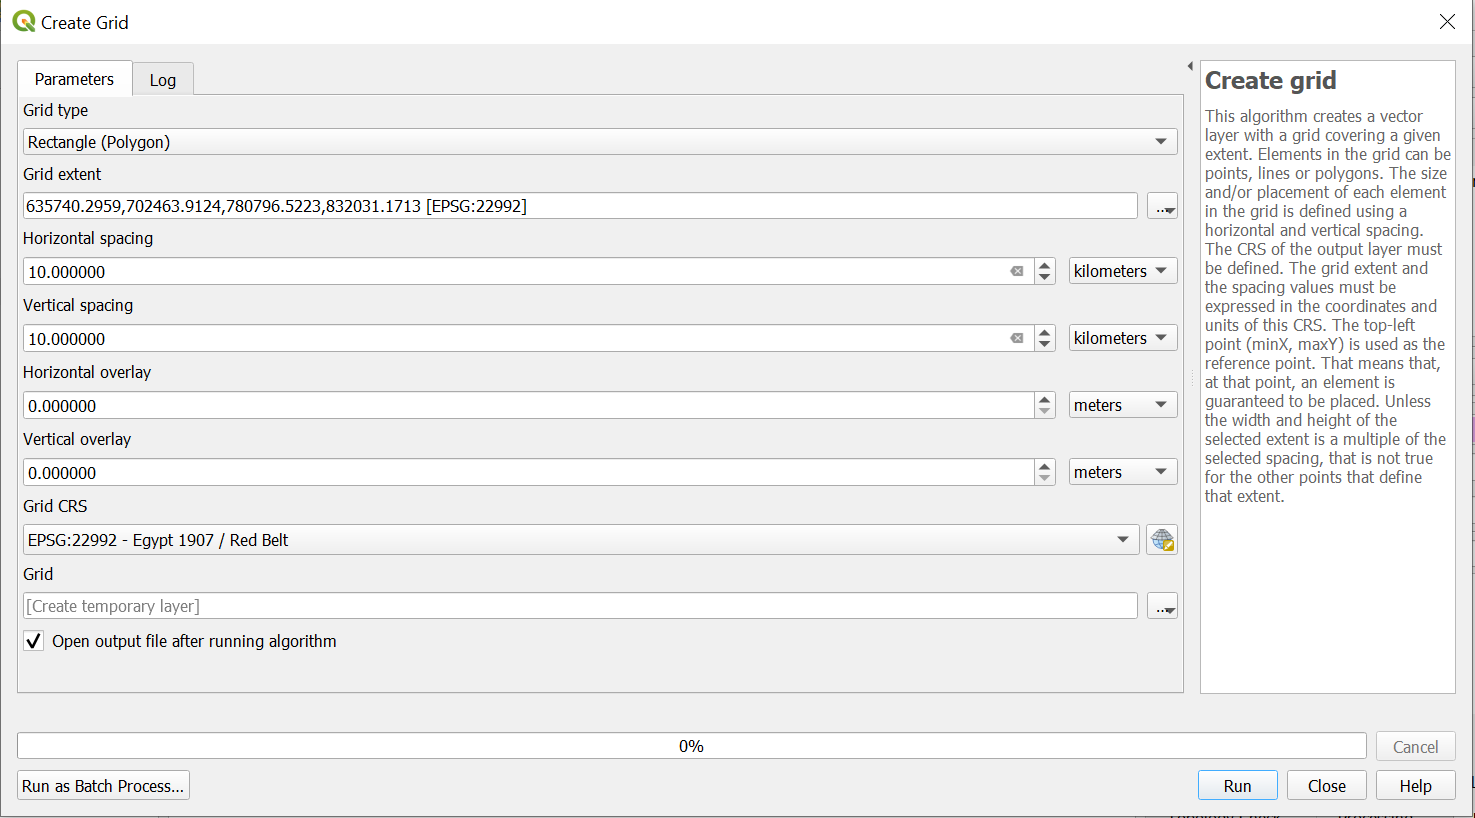 Create Grid
Parameters
Log
Grid type
Rectangle (Polygon)
Grid extent
635740.2959,702463.9124,780796.5223,832031.1713 [EPSG:22992]
...
Horizontal spacing
10.000000
kilometers
Vertical spacing
10.000000
kilometers
Horizontal overlay
0.000000
meters
Vertical overlay
0.000000
meters
Grid CRS
EPSG:22992 - Egypt 1907 / Red Belt
Grid
[Create temporary layer]
...
Open output file after running algorithm
Create grid
This algorithm creates a vector
layer with a grid covering a given
extent. Elements in the grid can be
points, lines or polygons. The size
and/or placement of each element
in the grid is defined using a
horizontal and vertical spacing.
The CRS of the output layer must
be defined. The grid extent and
the spacing values must be
expressed in the coordinates and
units of this CRS. The top-left
point (minX, maxY) is used as the
reference point. That means that,
at that point, an element is
guaranteed to be placed. Unless
the width and height of the
selected extent is a multiple of the
selected spacing, that is not true
for the other points that define
that extent.
0%
Cancel
Run as Batch Process...
Run
Close
Help